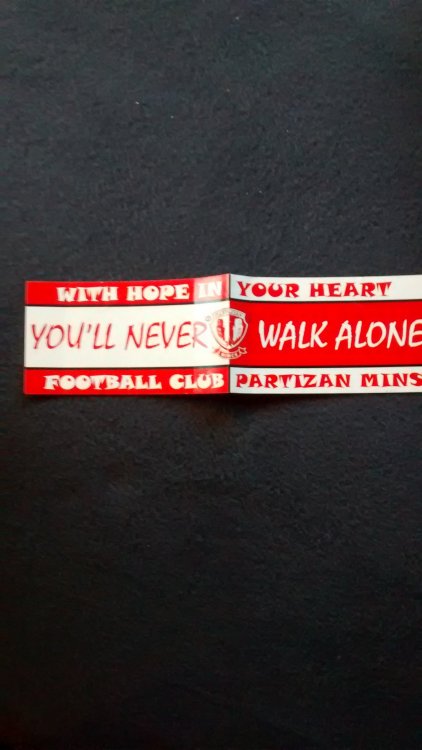 WITH HOPE IN YOUR HEART
YOU'LL NEVER WALK ALONE
FOOTBALL CLUB PARTIZAN MINS